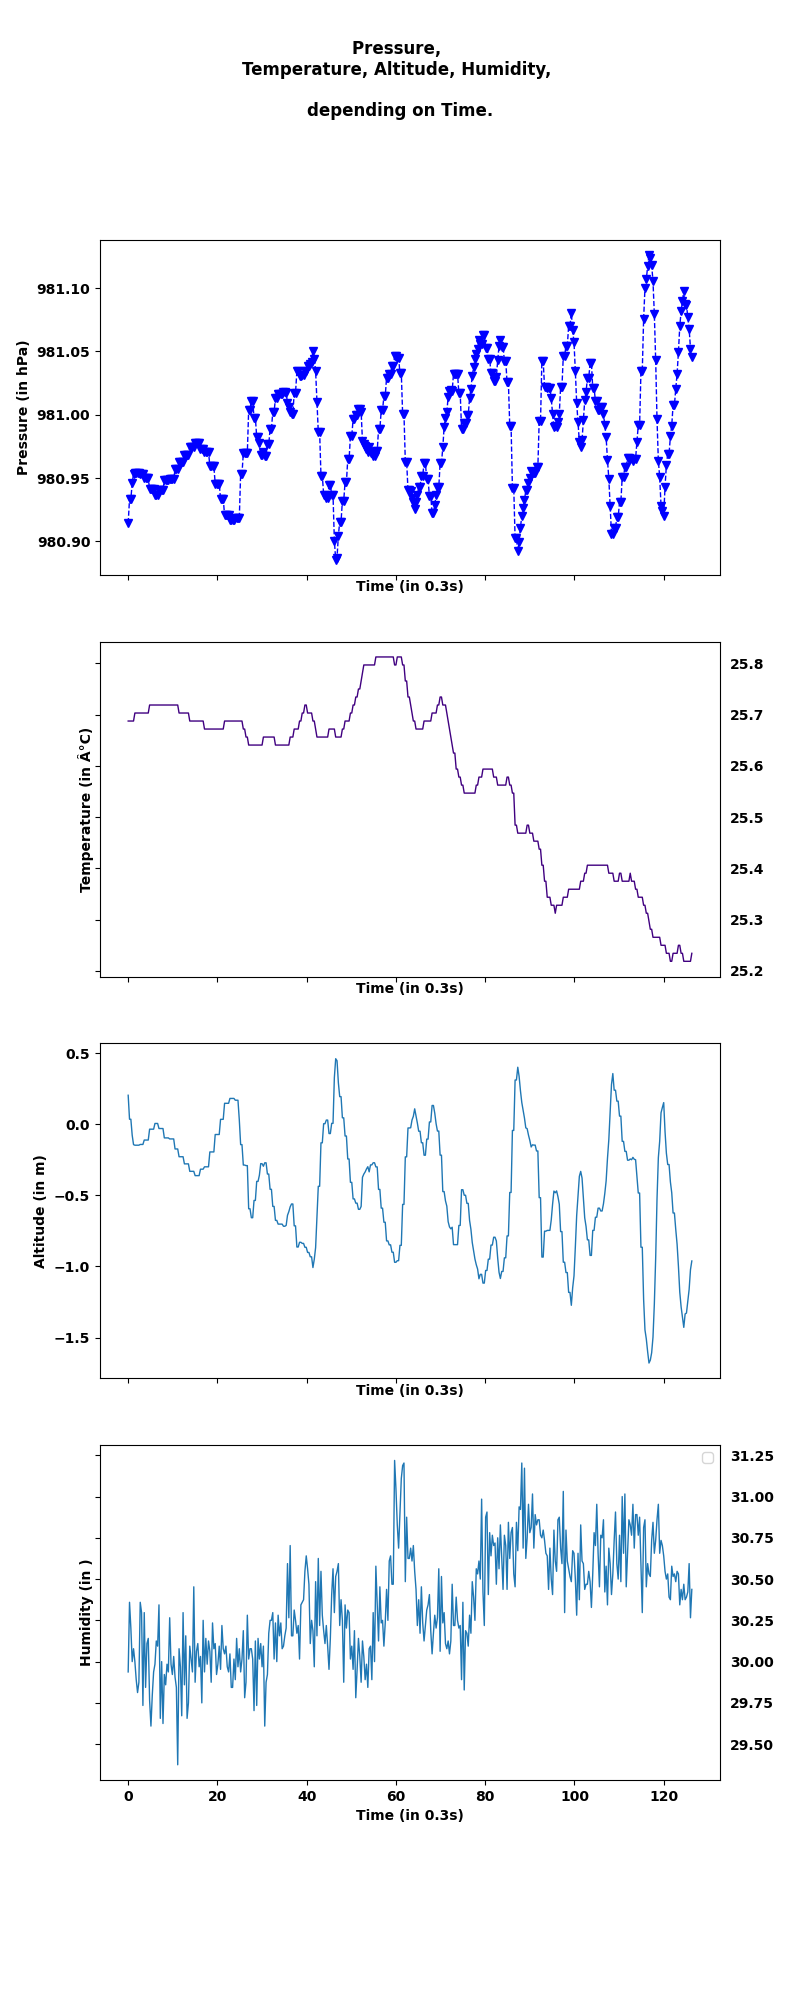 Pressure,
Temperature, Altitude, Humidity,
depending on Time.
981.10
981.05
981.00
980.95
980.90
Pressure (in hPa)
Time (in 0.3s)
25.8
25.7
25.6
25.5
25.4
25.3
25.2
Temperature (in Â°C)
Time (in 0.3s)
0.5
0.0
−0.5
−1.0
−1.5
Altitude (in m)
Time (in 0.3s)
31.25
31.00
30.75
30.50
30.25
30.00
29.75
29.50
Humidity (in )
0 20 40 60 80 100 120
Time (in 0.3s)